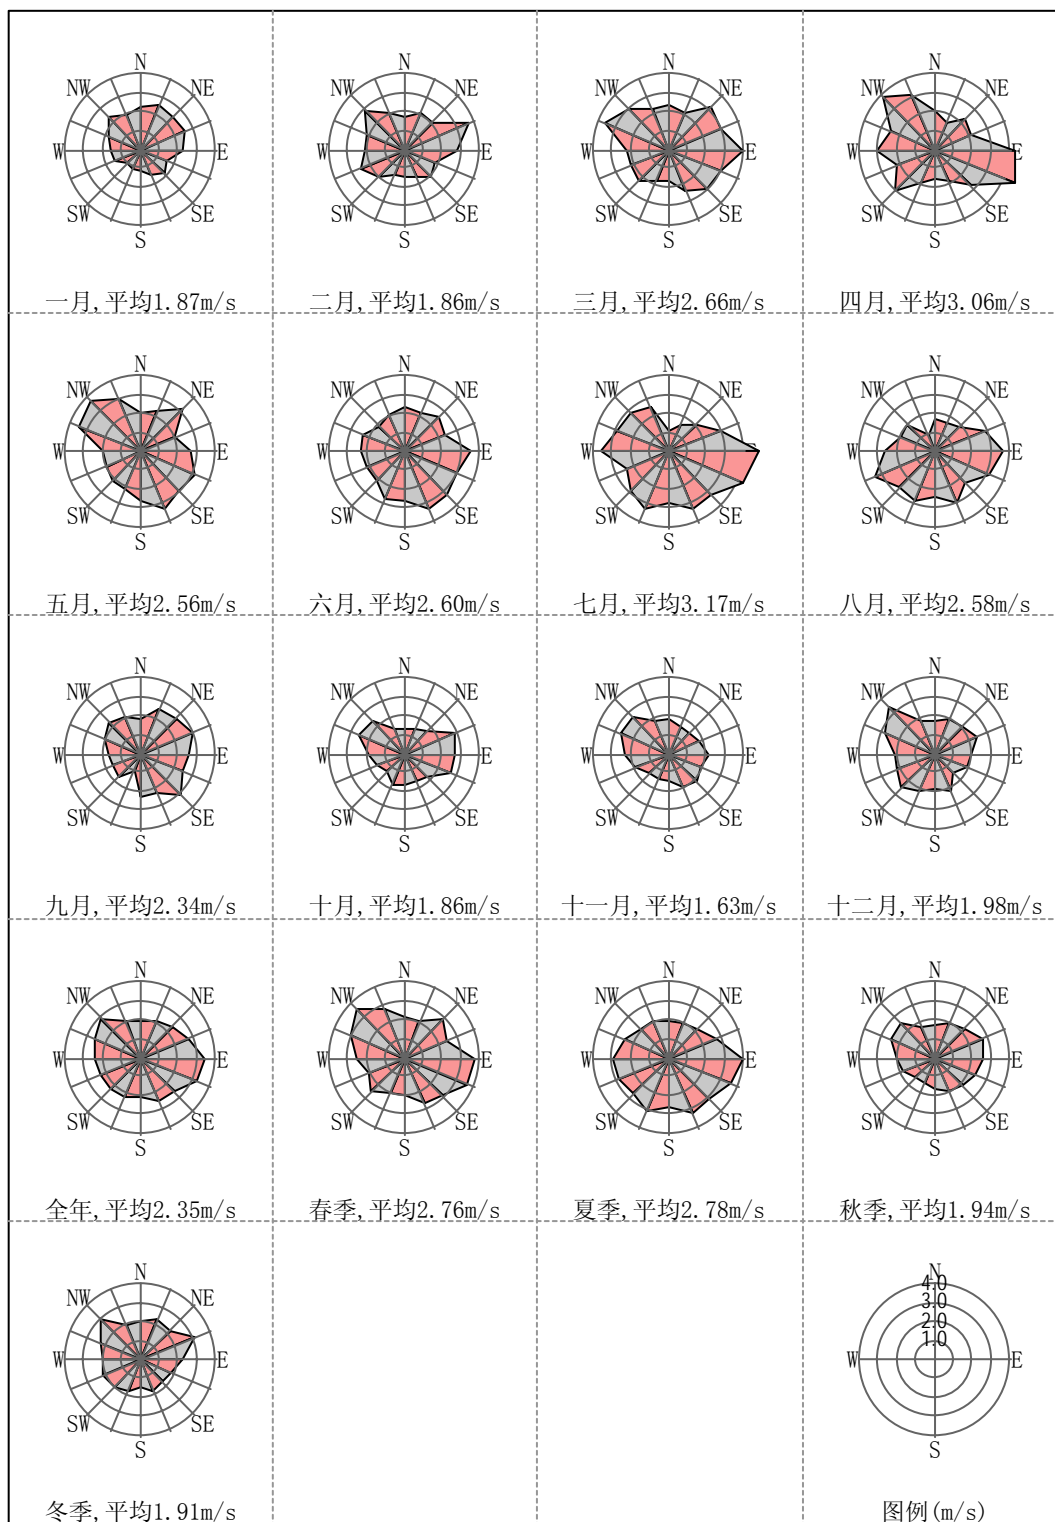 N
NW NE
W E
SW SE
S
一月,平均1.87m/s
N
NW NE
W E
SW SE
S
二月,平均1.86m/s
N
NW NE
W E
SW SE
S
三月,平均2.66m/s
N
NW NE
W E
SW SE
S
四月,平均3.06m/s
N
NW NE
W E
SW SE
S
五月,平均2.56m/s
N
NW NE
W E
SW SE
S
六月,平均2.60m/s
N
NW NE
W E
SW SE
S
七月,平均3.17m/s
N
NW NE
W E
SW SE
S
八月,平均2.58m/s
N
NW NE
W E
SW SE
S
九月,平均2.34m/s
N
NW NE
W E
SW SE
S
十月,平均1.86m/s
N
NW NE
W E
SW SE
S
十一月,平均1.63m/s
N
NW NE
W E
SW SE
S
十二月,平均1.98m/s
N
NW NE
W E
SW SE
S
全年,平均2.35m/s
N
NW NE
W E
SW SE
S
春季,平均2.76m/s
N
NW NE
W E
SW SE
S
夏季,平均2.78m/s
N
NW NE
W E
SW SE
S
秋季,平均1.94m/s
N
NW NE
W E
SW SE
S
冬季,平均1.91m/s
N
4.0
3.0
2.0
1.0
W E
S
图例(m/s)